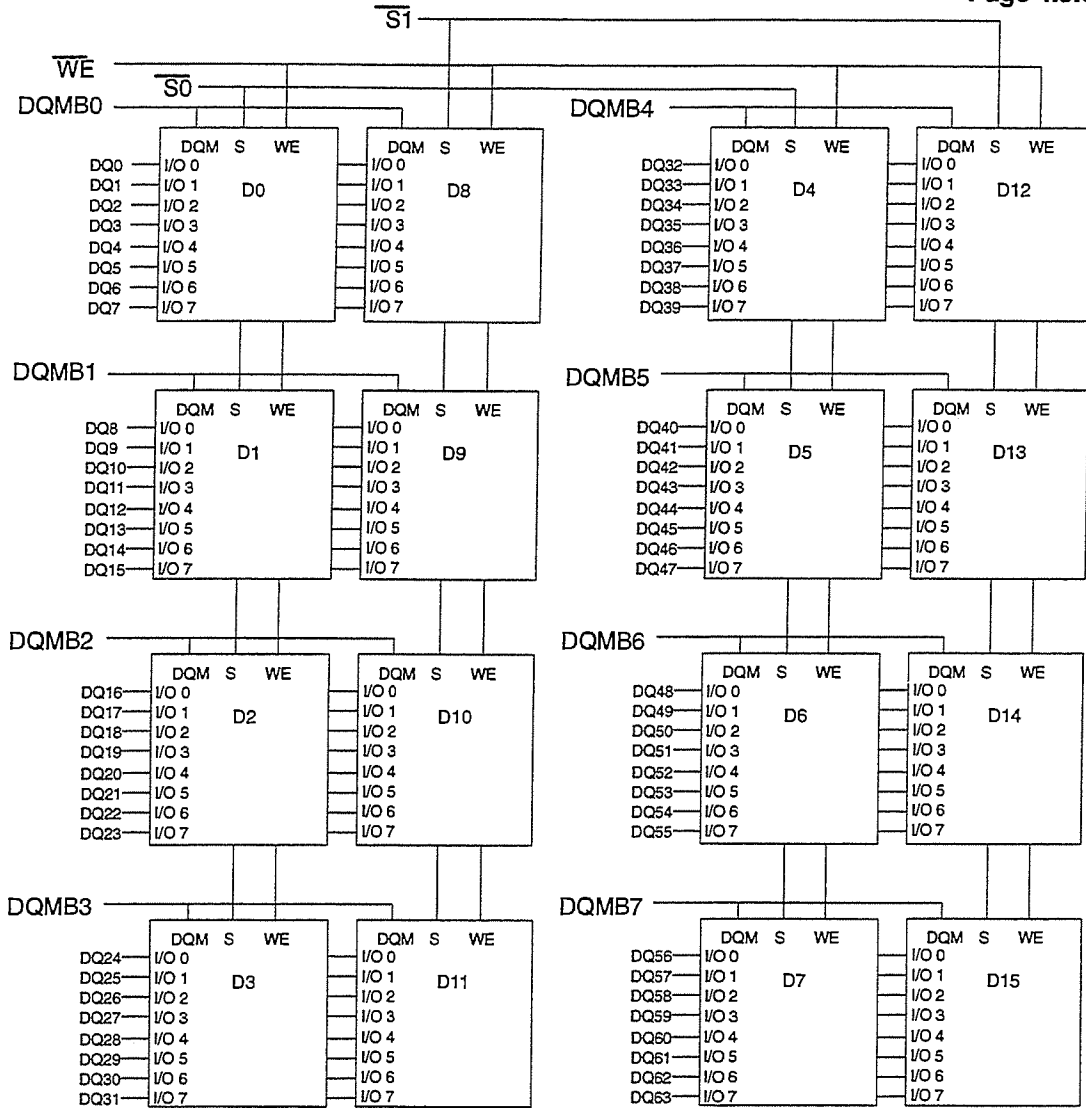 S1
WE
S0
DQMB0
DQMB4
DQM S WE
DQM S WE
DQM S WE
DQM S WE
DQ0 I/O 0 I/O 0 DQ32 I/O 0 I/O 0
DQ1 I/O 1 D0 I/O 1 D8 DQ33 I/O 1 D4 I/O 1 D12
DQ2 I/O 2 I/O 2 DQ34 I/O 2 I/O 2
DQ3 I/O 3 I/O 3 DQ35 I/O 3 I/O 3
DQ4 I/O 4 I/O 4 DQ36 I/O 4 I/O 4
DQ5 I/O 5 I/O 5 DQ37 I/O 5 I/O 5
DQ6 I/O 6 I/O 6 DQ38 I/O 6 I/O 6
DQ7 I/O 7 I/O 7 DQ39 I/O 7 I/O 7
DQMB1
DQMB5
DQM S WE
DQM S WE
DQM S WE
DQM S WE
DQ8 I/O 0 I/O 0 DQ40 I/O 0 I/O 0
DQ9 I/O 1 D1 I/O 1 D9 DQ41 I/O 1 D5 I/O 1 D13
DQ10 I/O 2 I/O 2 DQ42 I/O 2 I/O 2
DQ11 I/O 3 I/O 3 DQ43 I/O 3 I/O 3
DQ12 I/O 4 I/O 4 DQ44 I/O 4 I/O 4
DQ13 I/O 5 I/O 5 DQ45 I/O 5 I/O 5
DQ14 I/O 6 I/O 6 DQ46 I/O 6 I/O 6
DQ15 I/O 7 I/O 7 DQ47 I/O 7 I/O 7
DQMB2
DQMB6
DQM S WE
DQM S WE
DQM S WE
DQM S WE
DQ16 I/O 0 I/O 0 DQ48 I/O 0 I/O 0
DQ17 I/O 1 D2 I/O 1 D10 DQ49 I/O 1 D6 I/O 1 D14
DQ18 I/O 2 I/O 2 DQ50 I/O 2 I/O 2
DQ19 I/O 3 I/O 3 DQ51 I/O 3 I/O 3
DQ20 I/O 4 I/O 4 DQ52 I/O 4 I/O 4
DQ21 I/O 5 I/O 5 DQ53 I/O 5 I/O 5
DQ22 I/O 6 I/O 6 DQ54 I/O 6 I/O 6
DQ23 I/O 7 I/O 7 DQ55 I/O 7 I/O 7
DQMB3
DQMB7
DQM S WE
DQM S WE
DQM S WE
DQM S WE
DQ24 I/O 0 I/O 0 DQ56 I/O 0 I/O 0
DQ25 I/O 1 D3 I/O 1 D11 DQ57 I/O 1 D7 I/O 1 D15
DQ26 I/O 2 I/O 2 DQ58 I/O 2 I/O 2
DQ27 I/O 3 I/O 3 DQ59 I/O 3 I/O 3
DQ28 I/O 4 I/O 4 DQ60 I/O 4 I/O 4
DQ29 I/O 5 I/O 5 DQ61 I/O 5 I/O 5
DQ30 I/O 6 I/O 6 DQ62 I/O 6 I/O 6
DQ31 I/O 7 I/O 7 DQ63 I/O 7 I/O 7